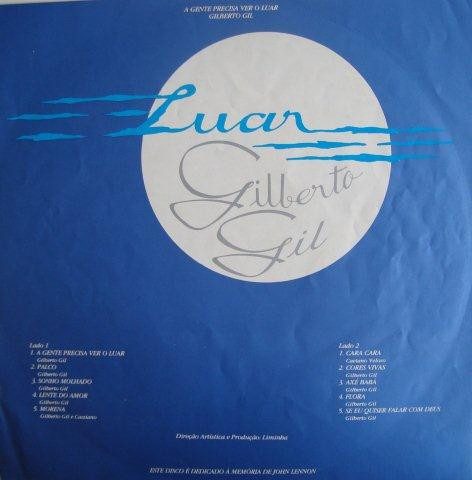 A GENTE PRECISA VER O LUAR
GILBERTO GIL
Luar
Gilberto
Gil
Lado 1
1. A GENTE PRECISA VER O LUAR
Gilberto Gil
2. PALCO
Gilberto Gil
3. SONHO MOLHADO
Gilberto Gil
4. LENTE DO AMOR
Gilberto Gil
5. MORENA
Gilberto Gil e Cassiano
Lado 2
1. CARA CARA
Caetano Veloso
2. CORES VIVAS
Gilberto Gil
3. AXÉ BABÁ
Gilberto Gil
4. FLORA
Gilberto Gil
5. SE EU QUISER FALAR COM DEUS
Gilberto Gil
Direção Artística e Produção: Liminha
ESTE DISCO É DEDICADO À MEMÓRIA DE JOHN LENNON